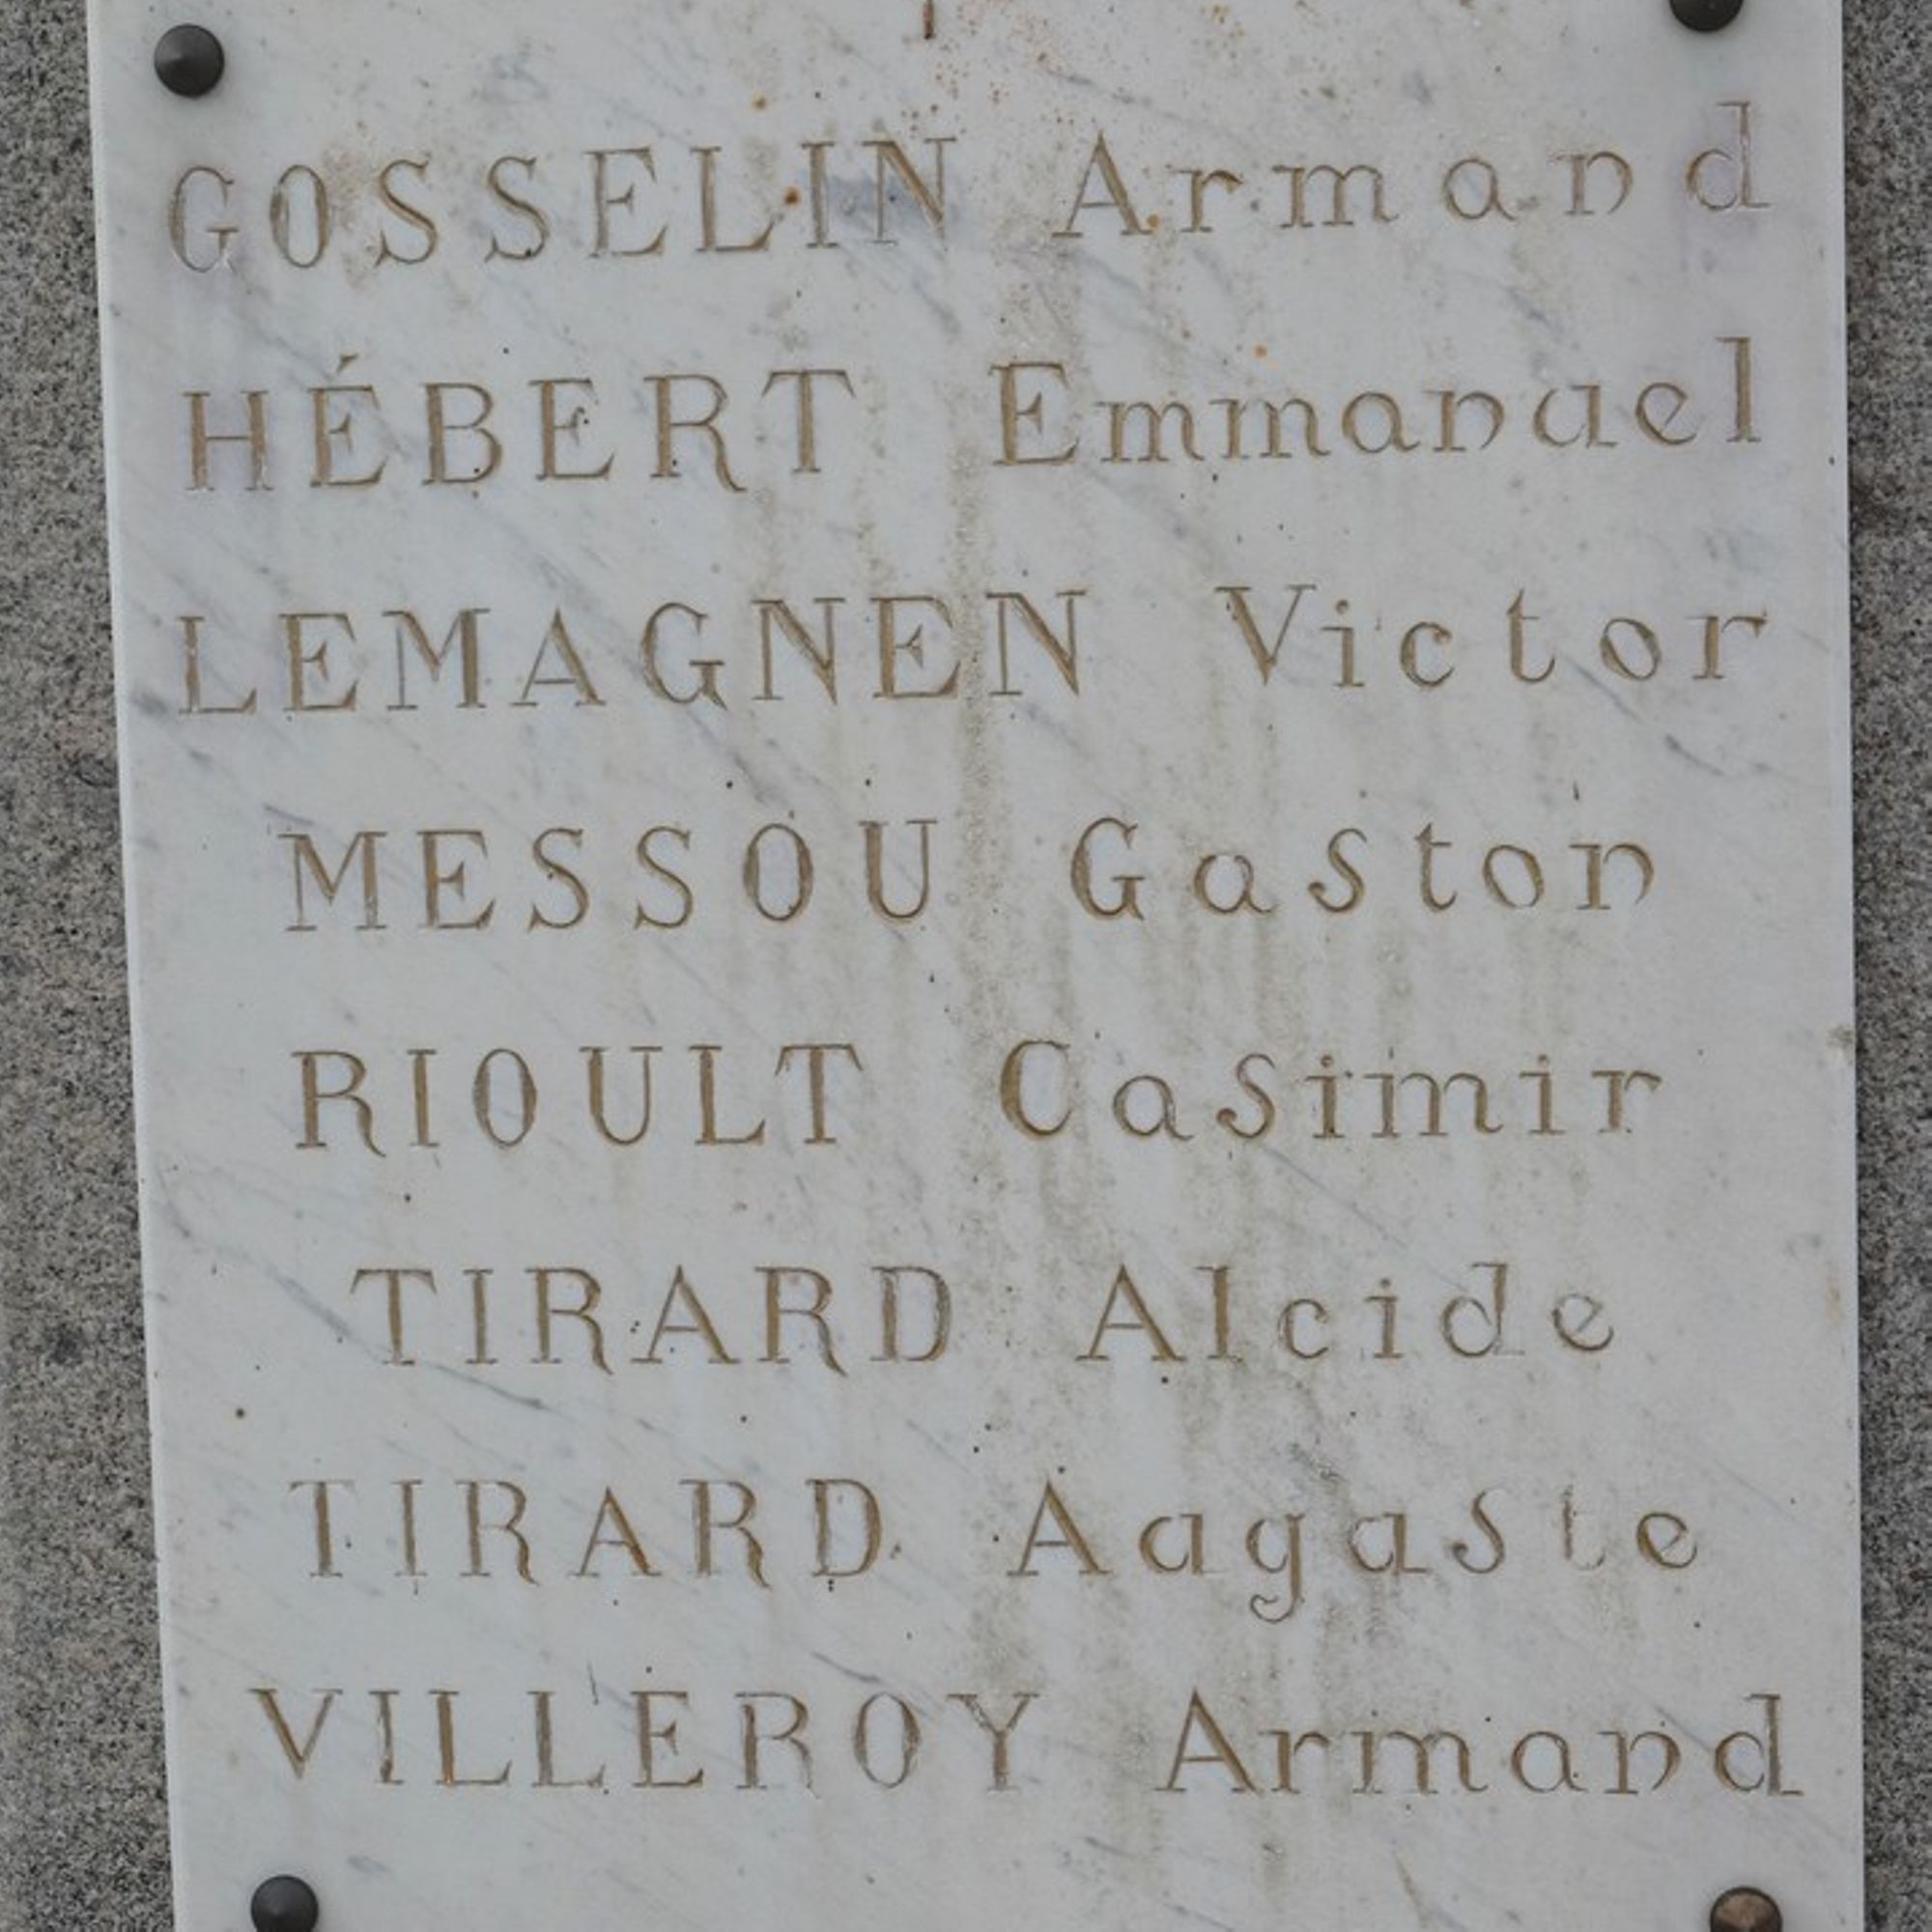 GOSSELIN Armand
HÉBERT Emmanuel
LEMAGNEN Victor
MESSOU Gaston
RIOULT Casimir
TIRARD Alcide
TIRARD Auguste
VILLEROY Armand